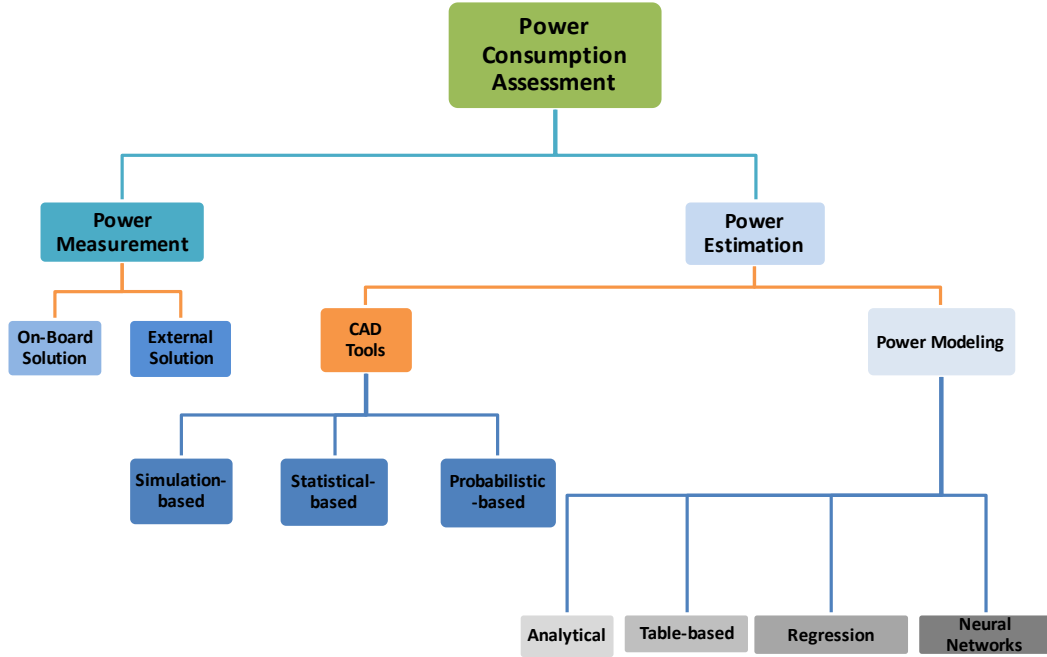 Power
Consumption
Assessment
Power
Measurement
Power
Estimation
On-Board
Solution
External
Solution
CAD
Tools
Power Modeling
Simulation-
based
Statistical-
based
Probabilistic
-based
Analytical
Table-based
Regression
Neural
Networks